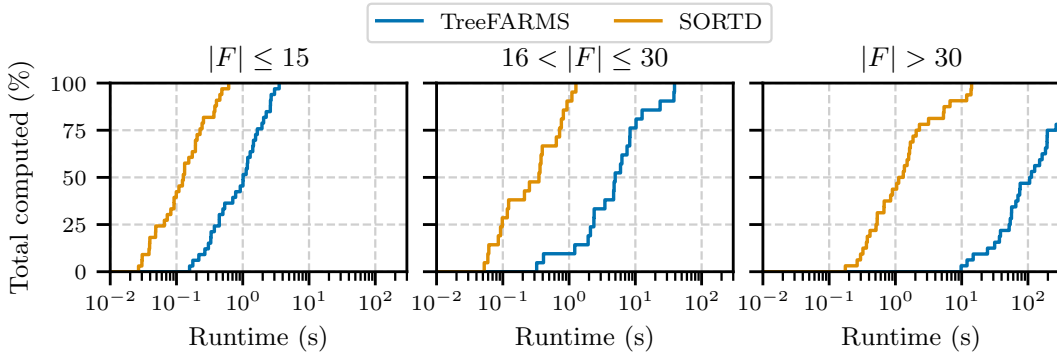 TreeFARMS SORTD
|F| ≤ 15 16 < |F| ≤ 30 |F| > 30
Total computed (%)
100
75
50
25
0
10⁻² 10⁻¹ 10⁰ 10¹ 10² 10⁻² 10⁻¹ 10⁰ 10¹ 10² 10⁻² 10⁻¹ 10⁰ 10¹ 10²
Runtime (s) Runtime (s) Runtime (s)